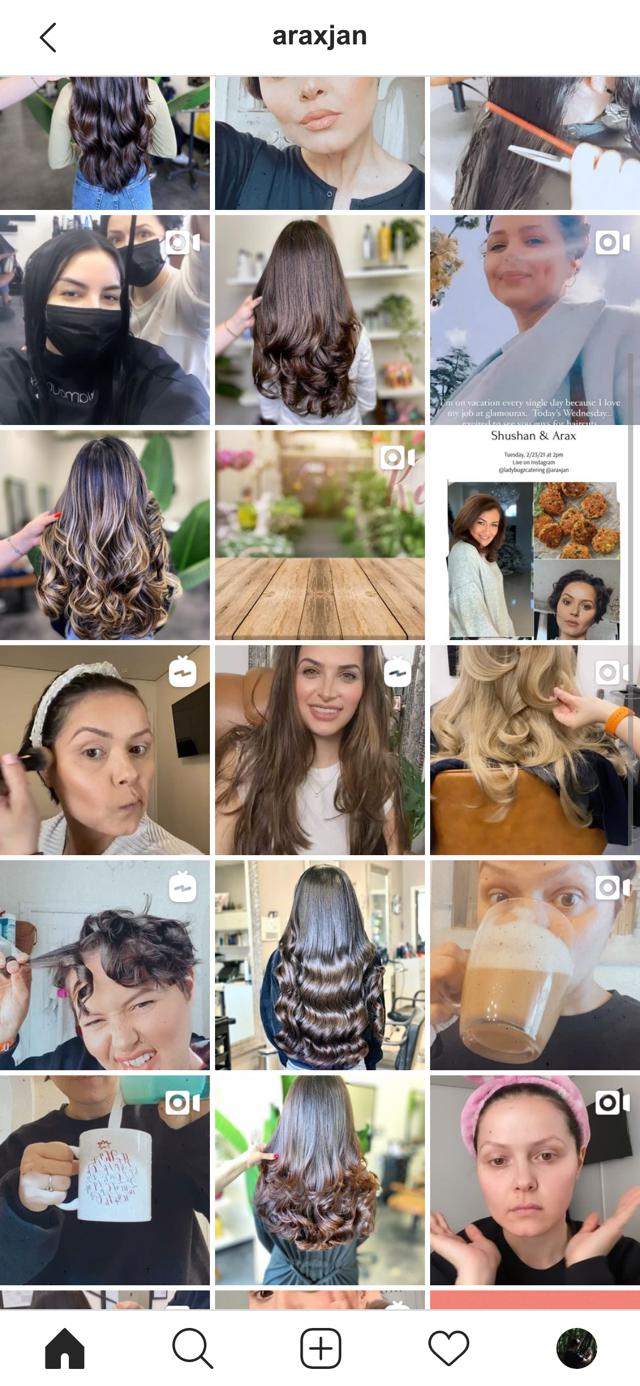 araxjan
I'm on vacation every single day because I love
my job at glamourax. Today's Wednesday...
excited to see you guys for haircuts
Shushan & Arax
Tuesday, 2/23/21 at 2pm
Live on Instagram
@ladybugzcatering @araxjan